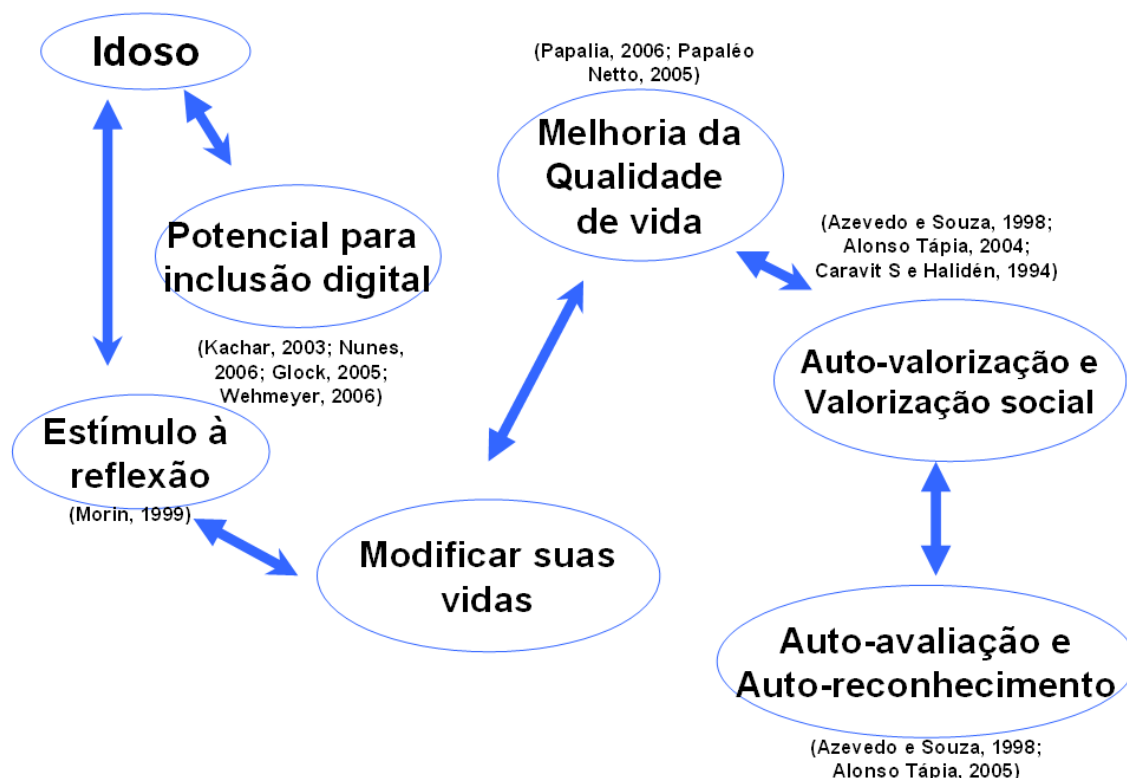 Idoso
Potencial para
inclusão digital
(Kachar, 2003; Nunes,
2006; Glock, 2005;
Wehmeyer, 2006)
Estímulo à
reflexão
(Morin, 1999)
Modificar suas
vidas
(Papalia, 2006; Papaléo
Netto, 2005)
Melhoria da
Qualidade
de vida
(Azevedo e Souza, 1998;
Alonso Tápia, 2004;
Caravit S e Halidén, 1994)
Auto-valorização e
Valorização social
Auto-avaliação e
Auto-reconhecimento
(Azevedo e Souza, 1998;
Alonso Tápia, 2005)